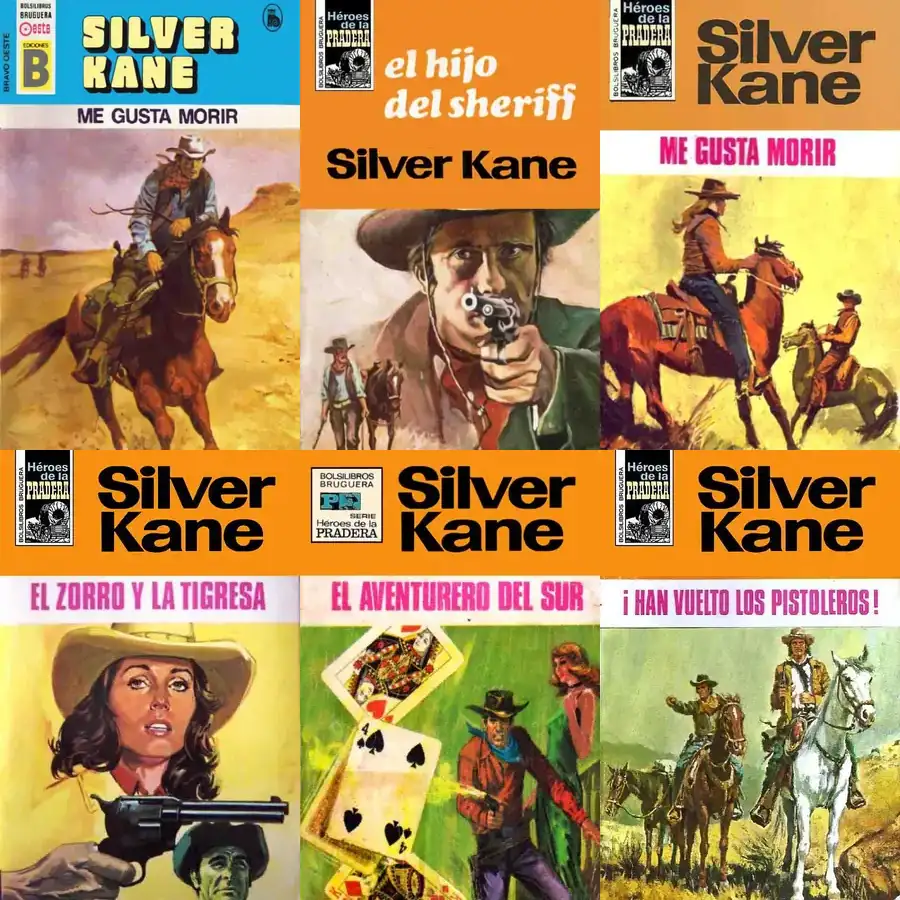 BOLSILIBROS
BRUGUERA
Oeste
EDICIONES
B
BRAVO OESTE
SILVER
KANE
ME GUSTA MORIR
Héroes
de la
PRADERA
BOLSILIBROS BRUGUERA
el hijo
del sheriff
Silver Kane
Héroes
de la
PRADERA
BOLSILIBROS BRUGUERA
Silver
Kane
ME GUSTA MORIR
Héroes
de la
PRADERA
BOLSILIBROS BRUGUERA
Silver
Kane
EL ZORRO Y LA TIGRESA
BOLSILIBROS
BRUGUERA
SERIE
Héroes de la
PRADERA
Silver
Kane
EL AVENTURERO DEL SUR
A
Héroes
de la
PRADERA
BOLSILIBROS BRUGUERA
Silver
Kane
¡HAN VUELTO LOS PISTOLEROS!